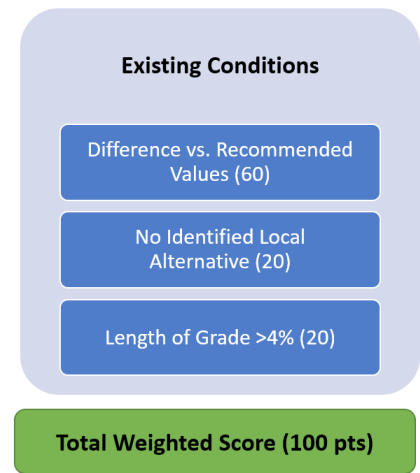 Existing Conditions
Difference vs. Recommended
Values (60)
No Identified Local
Alternative (20)
Length of Grade >4% (20)
Total Weighted Score (100 pts)